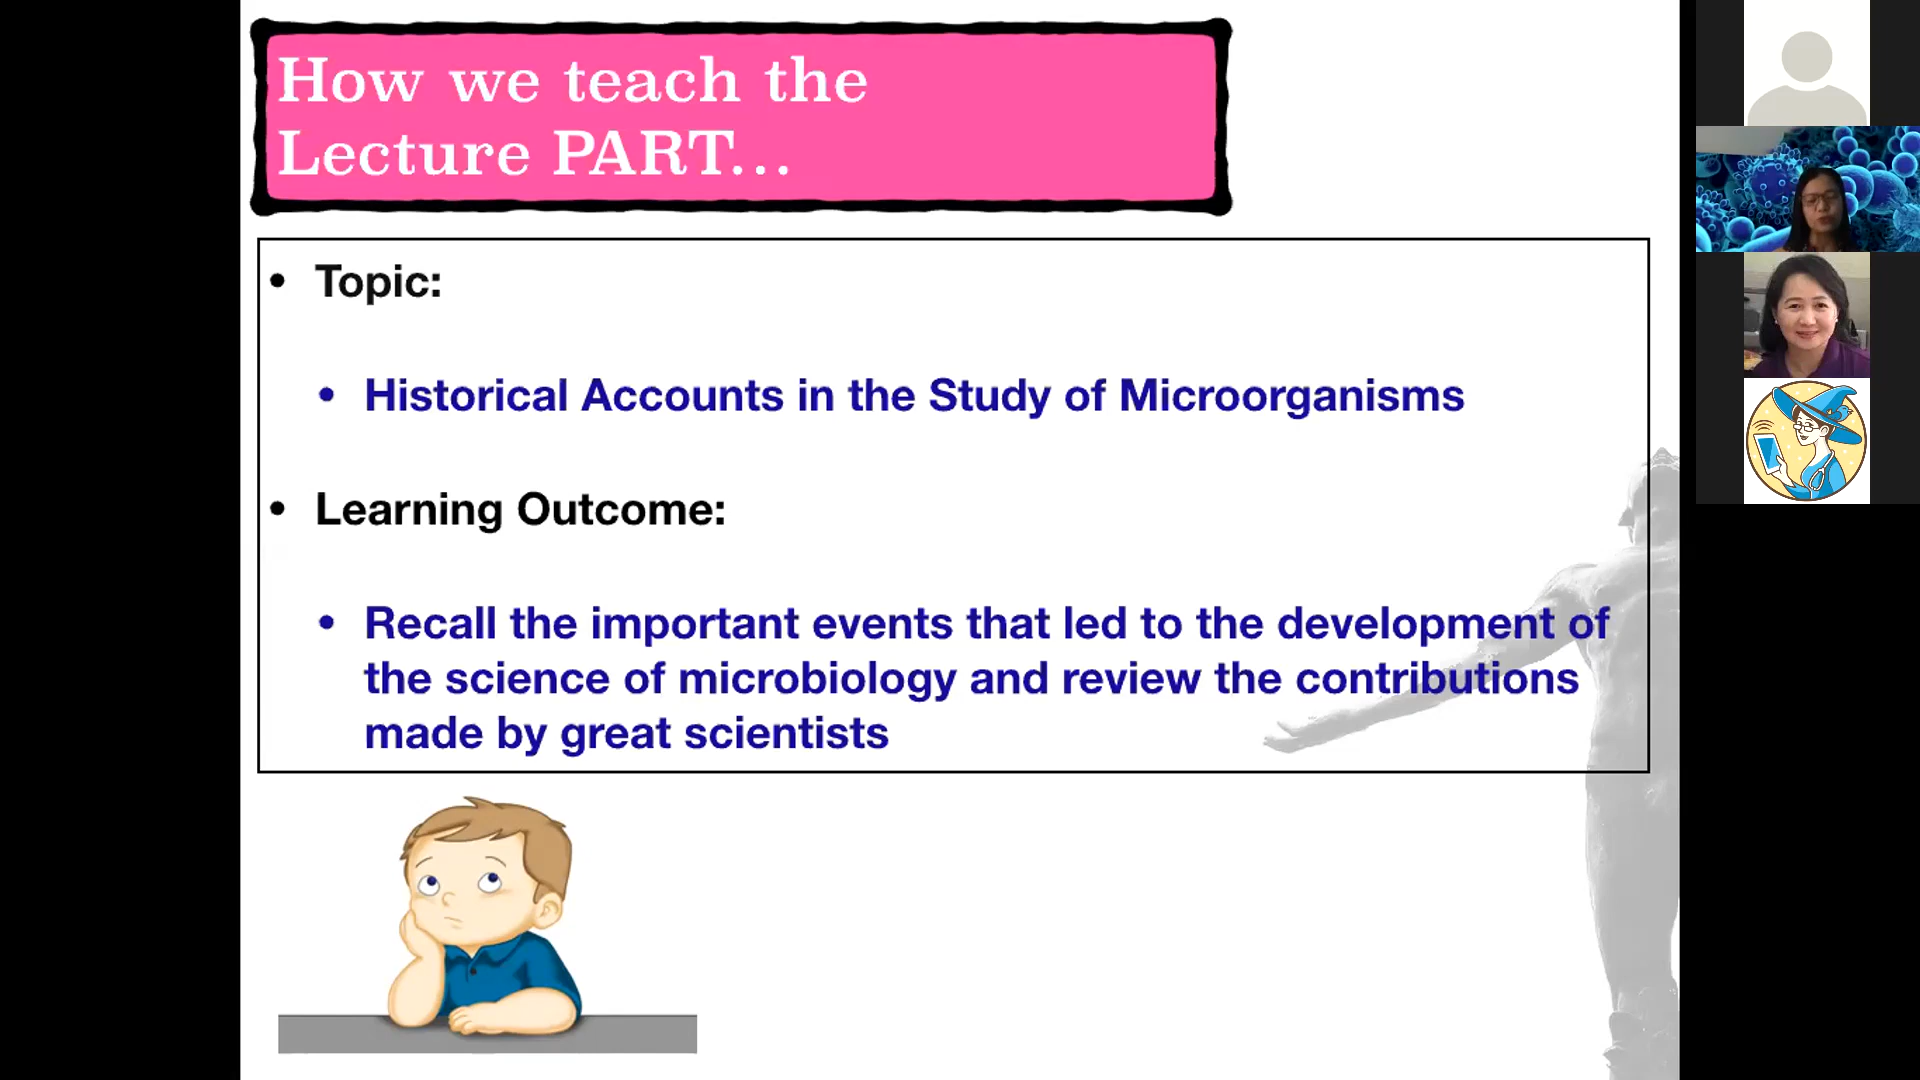 How we teach the
Lecture PART...
• Topic:
• Historical Accounts in the Study of Microorganisms
• Learning Outcome:
• Recall the important events that led to the development of
the science of microbiology and review the contributions
made by great scientists